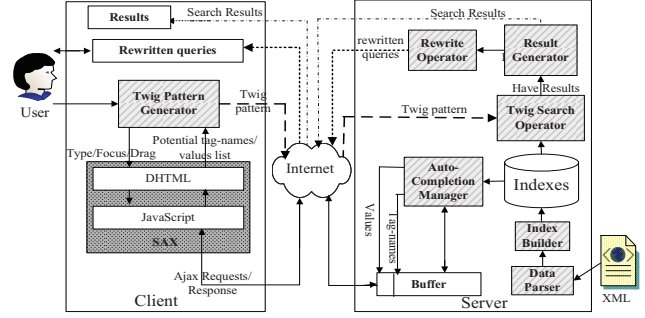 Results
Search Results
Rewritten queries
User
Twig Pattern
Generator
Twig
pattern
Type/Focus/Drag
Potential tag-names/
values list
DHTML
JavaScript
SAX
Ajax Requests/
Response
Client
Internet
Search Results
rewritten
queries
Rewrite
Operator
Result
Generator
Have Results
Twig pattern
Twig Search
Operator
Auto-
Completion
Manager
Indexes
Values
Tag-names
Index
Builder
Buffer
Data
Parser
Server
XML